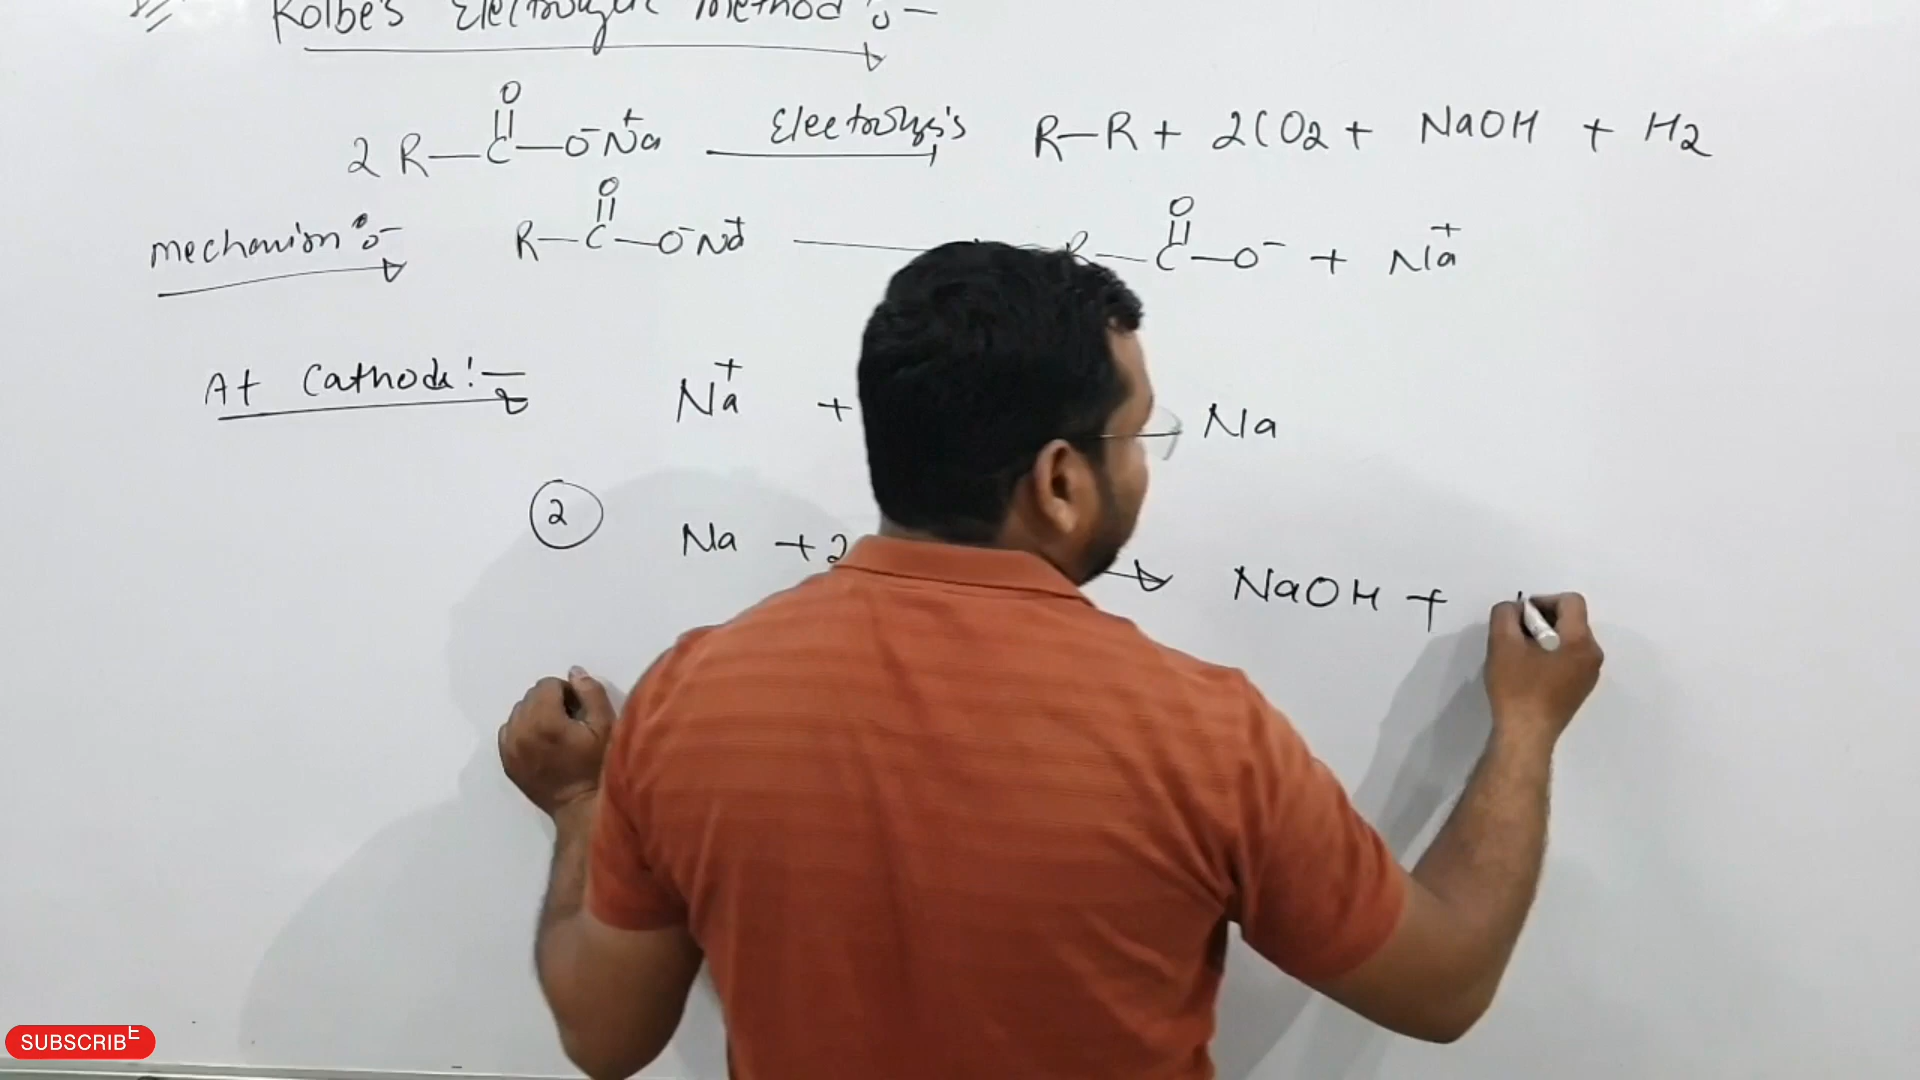 Kolbe's Electrolytic Method :-
O
2 R—C—O⁻Na⁺ Electrolysis R—R + 2CO2 + NaOH + H2
O O
mechanism :- R—C—O⁻Na⁺ R—C—O⁻ + Na⁺
At Cathode :- Na⁺ + Na
2 Na + 2 NaOH +
SUBSCRIBE